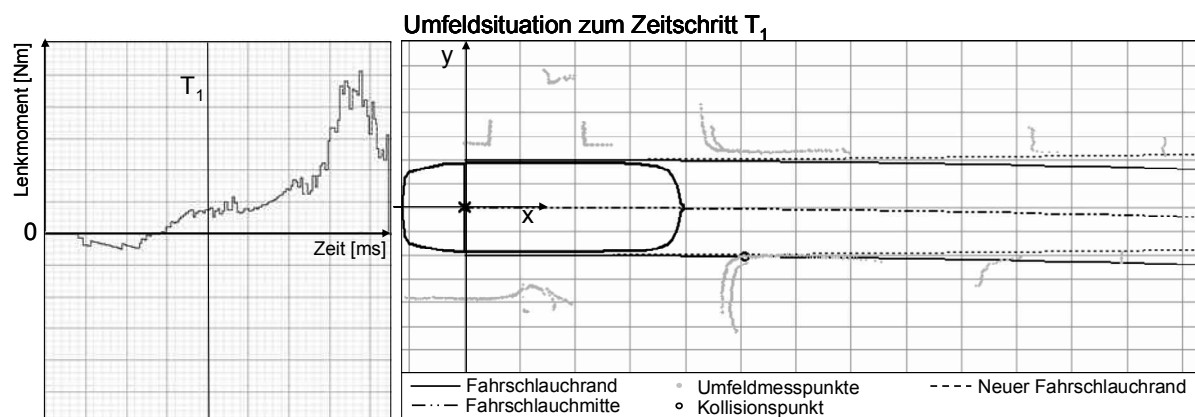 Umfeldsituation zum Zeitschritt T1
Lenkmoment [Nm]
T1
0
Zeit [ms]
y
x
Fahrschlauchrand
Fahrschlauchmitte
Umfeldmesspunkte
Kollisionspunkt
Neuer Fahrschlauchrand